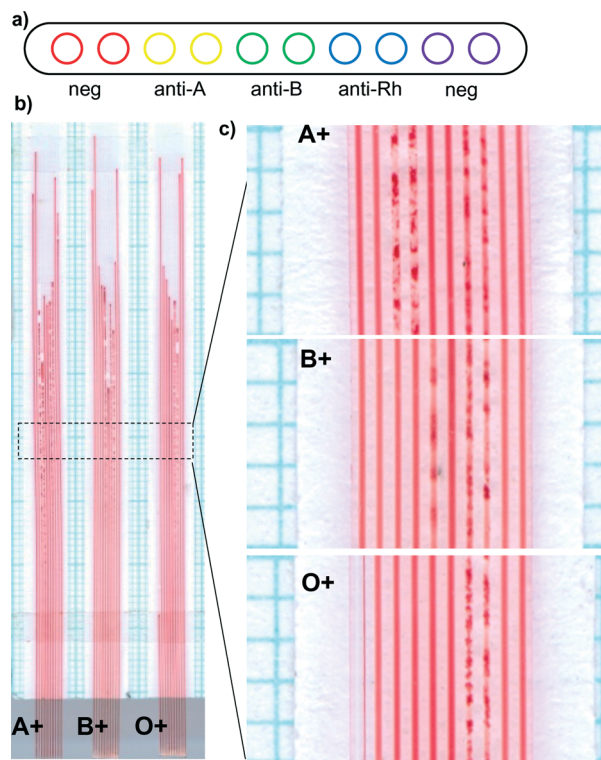 a)
neg anti-A anti-B anti-Rh neg
b)
c)
A+
B+
O+
A+ B+ O+